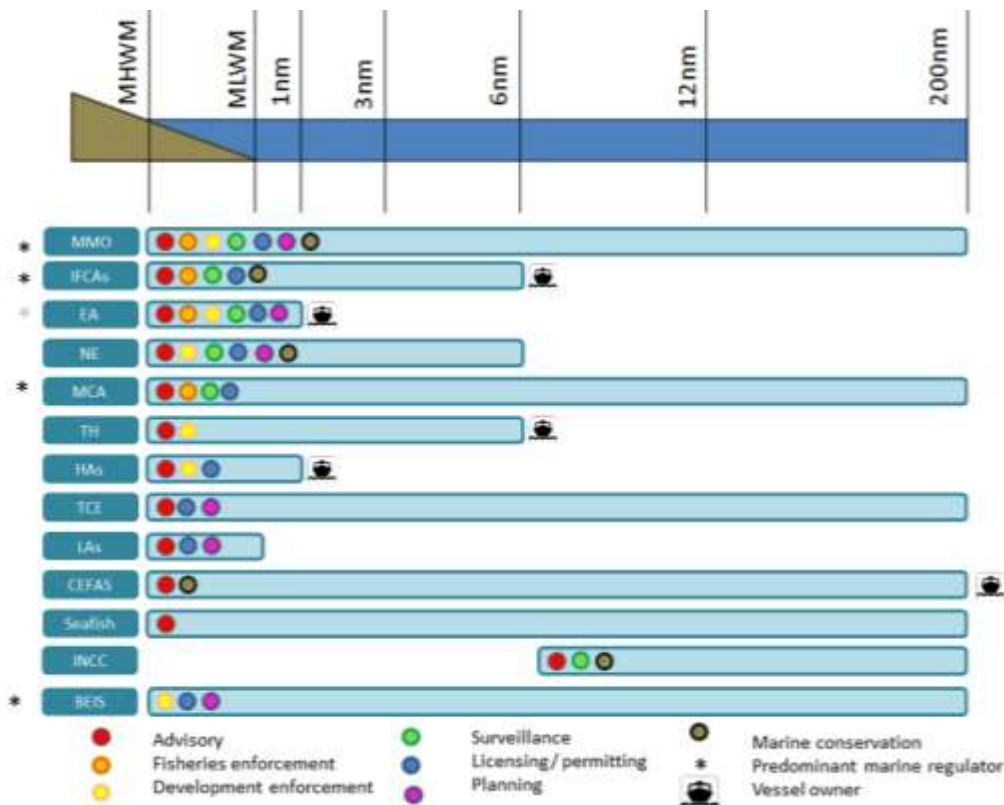 MHWM
MLWM
1nm
3nm
6nm
12nm
200nm
* MMO
* IFCAs
* EA
NE
* MCA
TH
HAs
TCE
LAs
CEFAS
Seafish
JNCC
* BEIS
Advisory
Fisheries enforcement
Development enforcement
Surveillance
Licensing/ permitting
Planning
Marine conservation
* Predominant marine regulator
Vessel owner